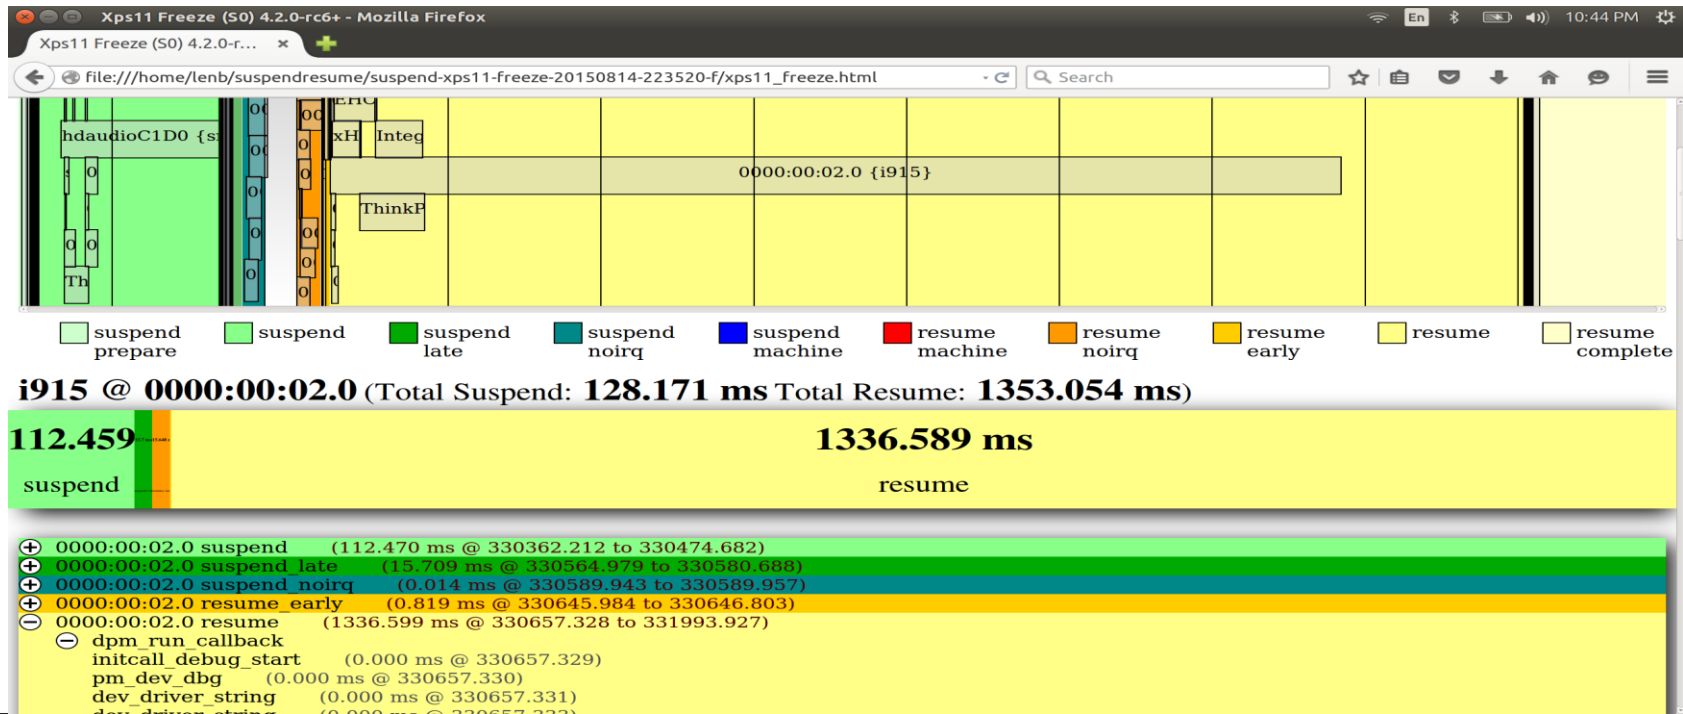 Xps11 Freeze (S0) 4.2.0-rc6+ - Mozilla Firefox
En
10:44 PM
Xps11 Freeze (S0) 4.2.0-r...
file:///home/lenb/suspendresume/suspend-xps11-freeze-20150814-223520-f/xps11_freeze.html
Search
hdaudioC1D0
xH
Integ
0000:00:02.0 {i915}
ThinkP
Th
suspend prepare
suspend
suspend late
suspend noirq
suspend machine
resume machine
resume noirq
resume early
resume
resume complete
i915 @ 0000:00:02.0 (Total Suspend: 128.171 ms Total Resume: 1353.054 ms)
112.459
1336.589 ms
suspend
resume
0000:00:02.0 suspend (112.470 ms @ 330362.212 to 330474.682)
0000:00:02.0 suspend_late (15.709 ms @ 330564.979 to 330580.688)
0000:00:02.0 suspend_noirq (0.014 ms @ 330589.943 to 330589.957)
0000:00:02.0 resume_early (0.819 ms @ 330645.984 to 330646.803)
0000:00:02.0 resume (1336.599 ms @ 330657.328 to 331993.927)
dpm_run_callback
initcall_debug_start (0.000 ms @ 330657.329)
pm_dev_dbg (0.000 ms @ 330657.330)
dev_driver_string (0.000 ms @ 330657.331)